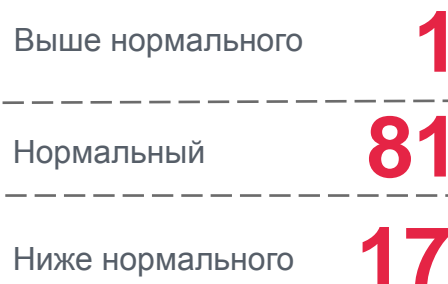 Выше нормального 1
Нормальный 81
Ниже нормального 17